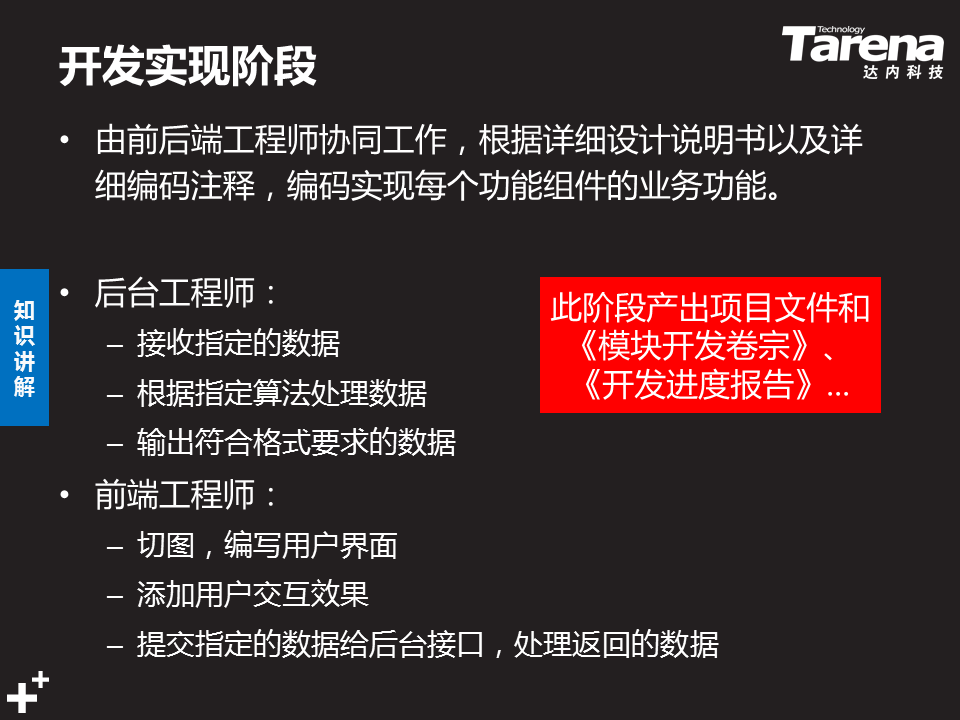 开发实现阶段
Technology
Tarena
达内科技
• 由前后端工程师协同工作，根据详细设计说明书以及详
细编码注释，编码实现每个功能组件的业务功能。
• 后台工程师：
– 接收指定的数据
– 根据指定算法处理数据
– 输出符合格式要求的数据
此阶段产出项目文件和
《模块开发卷宗》、
《开发进度报告》...
知
识
讲
解
• 前端工程师：
– 切图，编写用户界面
– 添加用户交互效果
– 提交指定的数据给后台接口，处理返回的数据